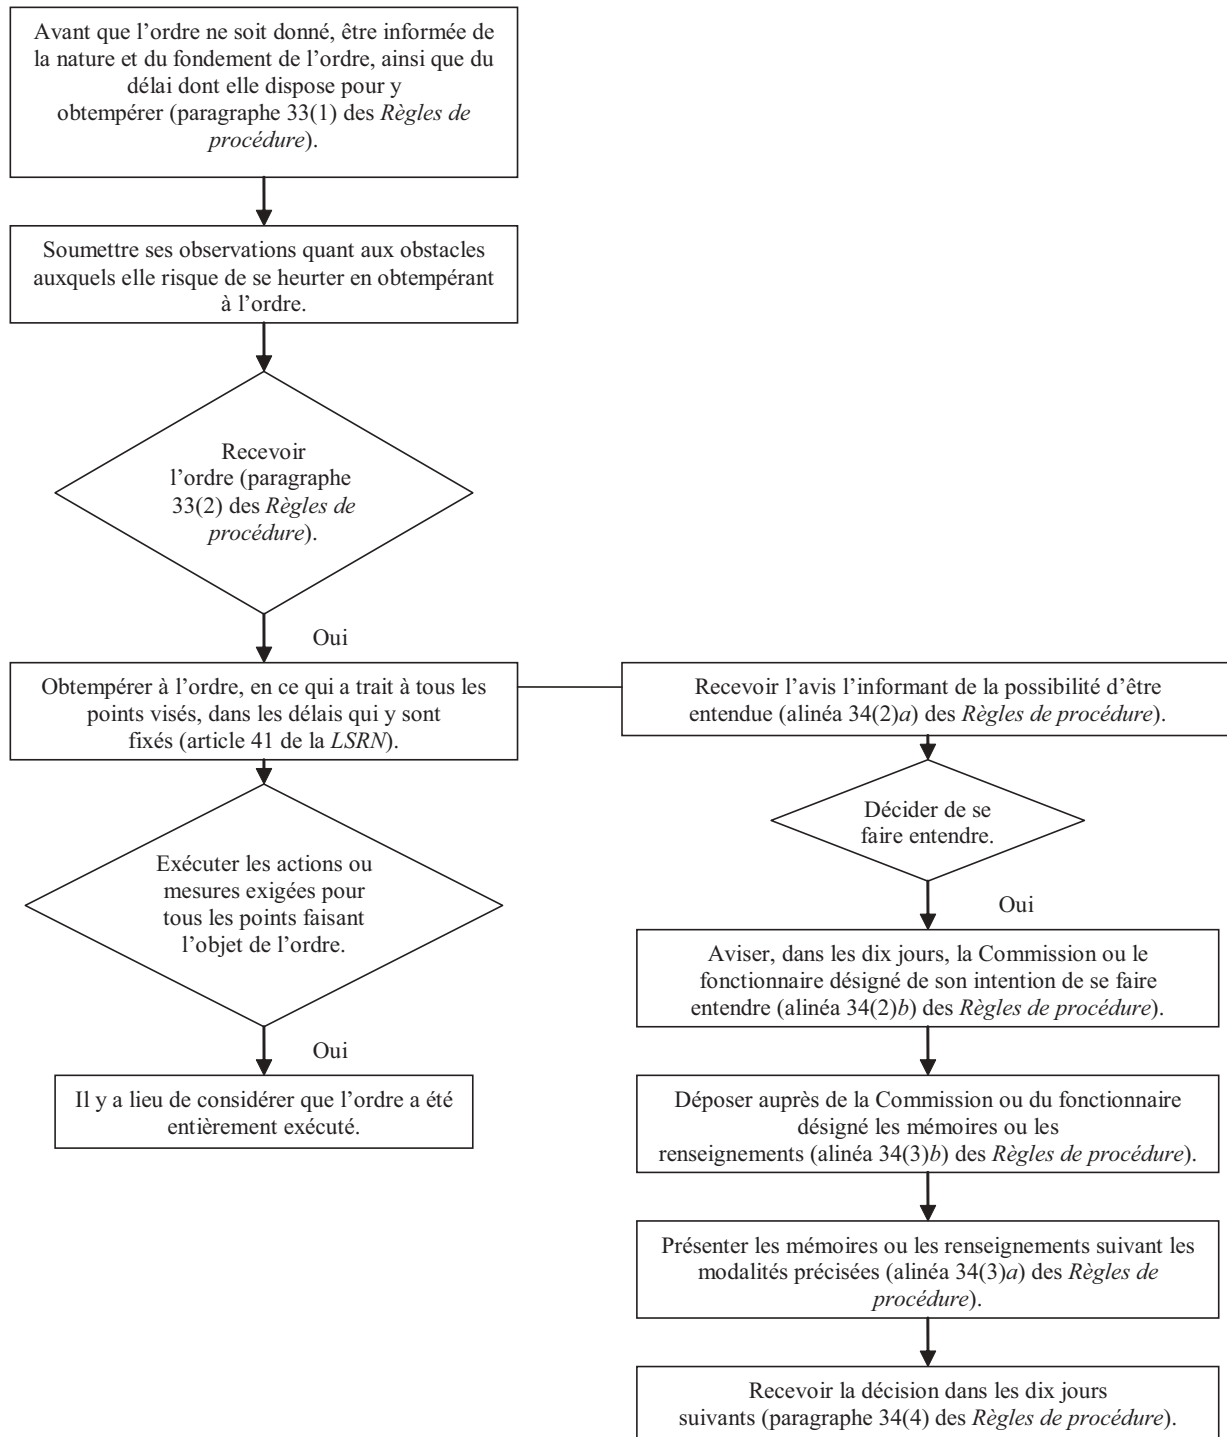 Avant que l’ordre ne soit donné, être informée de
la nature et du fondement de l’ordre, ainsi que du
délai dont elle dispose pour y
obtempérer (paragraphe 33(1) des Règles de
procédure).
Soumettre ses observations quant aux obstacles
auxquels elle risque de se heurter en obtempérant
à l’ordre.
Recevoir
l’ordre (paragraphe
33(2) des Règles de
procédure).
Oui
Obtempérer à l’ordre, en ce qui a trait à tous les
points visés, dans les délais qui y sont
fixés (article 41 de la LSRN).
Exécuter les actions ou
mesures exigées pour
tous les points faisant
l’objet de l’ordre.
Oui
Il y a lieu de considérer que l’ordre a été
entièrement exécuté.
Recevoir l’avis l’informant de la possibilité d’être
entendue (alinéa 34(2)a) des Règles de procédure).
Décider de se
faire entendre.
Oui
Aviser, dans les dix jours, la Commission ou le
fonctionnaire désigné de son intention de se faire
entendre (alinéa 34(2)b) des Règles de procédure).
Déposer auprès de la Commission ou du fonctionnaire
désigné les mémoires ou les
renseignements (alinéa 34(3)b) des Règles de procédure).
Présenter les mémoires ou les renseignements suivant les
modalités précisées (alinéa 34(3)a) des Règles de
procédure).
Recevoir la décision dans les dix jours
suivants (paragraphe 34(4) des Règles de procédure).